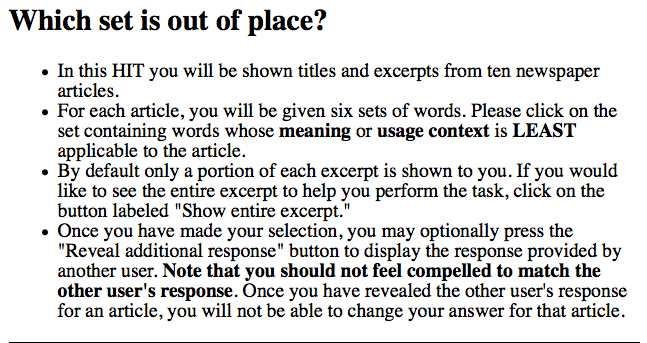 Which set is out of place?
• In this HIT you will be shown titles and excerpts from ten newspaper
articles.
• For each article, you will be given six sets of words. Please click on the
set containing words whose meaning or usage context is LEAST
applicable to the article.
• By default only a portion of each excerpt is shown to you. If you would
like to see the entire excerpt to help you perform the task, click on the
button labeled "Show entire excerpt."
• Once you have made your selection, you may optionally press the
"Reveal additional response" button to display the response provided by
another user. Note that you should not feel compelled to match the
other user's response. Once you have revealed the other user's response
for an article, you will not be able to change your answer for that article.